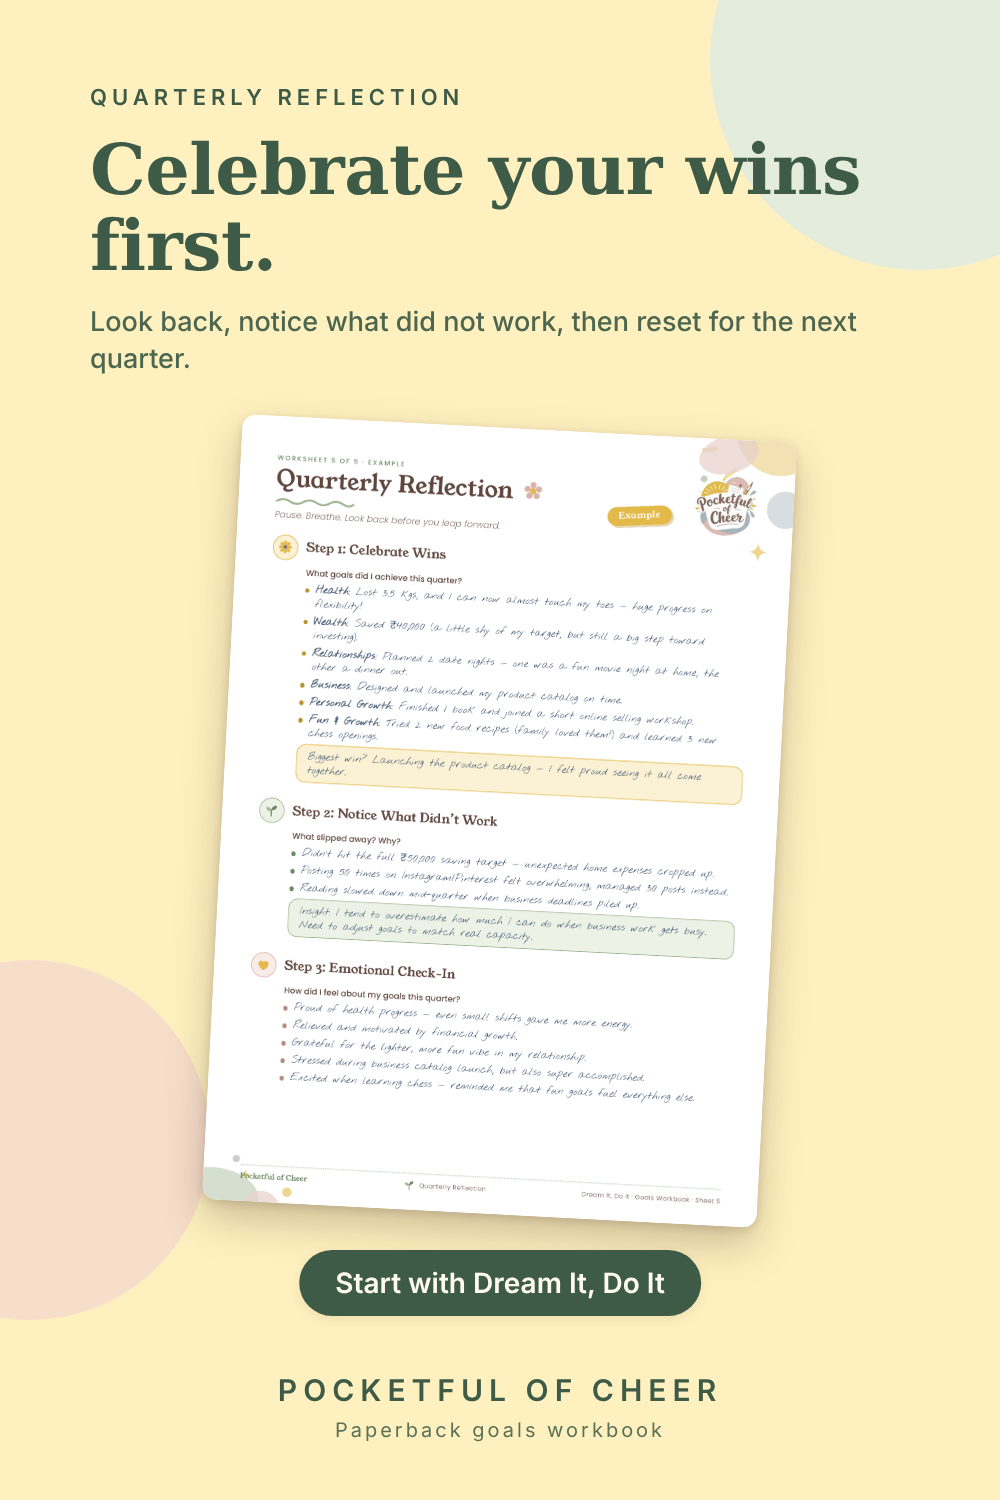 QUARTERLY REFLECTION
Celebrate your wins
first.
Look back, notice what did not work, then reset for the next
quarter.
WORKSHEET 5 OF 5 · EXAMPLE
Quarterly Reflection
Pause. Breathe. Look back before you leap forward.
Example
Pocketful
of
Cheer
Step 1: Celebrate Wins
What goals did I achieve this quarter?
Health: Lost 3.5 Kgs, and I can now almost touch my toes – huge progress on
flexibility!
Wealth: Saved ₹40,000 (a little shy of my target, but still a big step toward
investing).
Relationships: Planned 2 date nights – one was a fun movie night at home, the
other a dinner out.
Business: Designed and launched my product catalog on time.
Personal Growth: Finished 1 book and joined a short online selling workshop.
Fun & Growth: Tried 2 new food recipes (family loved them!) and learned 3 new
chess openings.
Biggest win? Launching the product catalog – I felt proud seeing it all come
together.
Step 2: Notice What Didn't Work
What slipped away? Why?
Didn't hit the full ₹50,000 saving target – unexpected home expenses cropped up.
Posting 50 times on Instagram/Pinterest felt overwhelming, managed 30 posts instead.
Reading slowed down mid-quarter when business deadlines piled up.
Insight: I tend to overestimate how much I can do when business work gets busy.
Need to adjust goals to match real capacity.
Step 3: Emotional Check-In
How did I feel about my goals this quarter?
Proud of health progress – even small shifts gave me more energy.
Relieved and motivated by financial growth.
Grateful for the lighter, more fun vibe in my relationship.
Stressed during business catalog launch, but also super accomplished.
Excited when learning chess – reminded me that fun goals fuel everything else.
Pocketful of Cheer
Quarterly Reflection
Dream It, Do It · Goals Workbook · Sheet 5
Start with Dream It, Do It
POCKETFUL OF CHEER
Paperback goals workbook